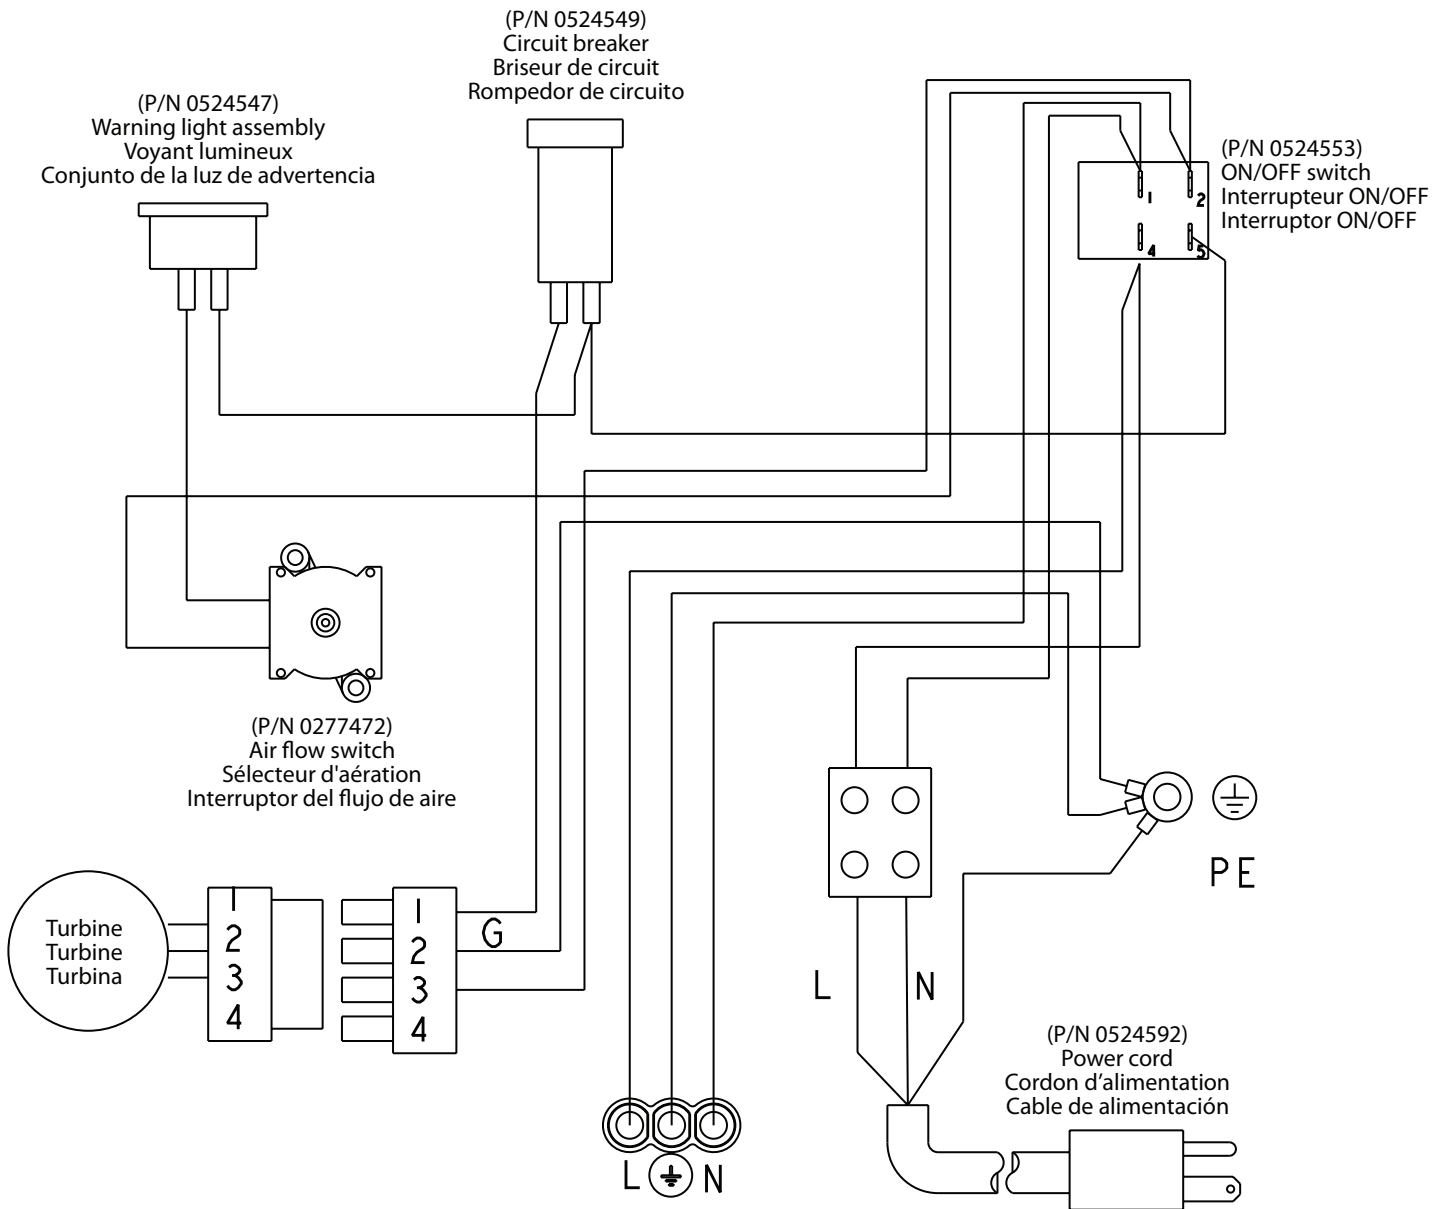 (P/N 0524549)
Circuit breaker
Briseur de circuit
Rompedor de circuito
(P/N 0524547)
Warning light assembly
Voyant lumineux
Conjunto de la luz de advertencia
(P/N 0524553)
ON/OFF switch
Interrupteur ON/OFF
Interruptor ON/OFF
1 2
4 5
(P/N 0277472)
Air flow switch
Sélecteur d'aération
Interruptor del flujo de aire
PE
Turbine
Turbine
Turbina
1
2
3
4
1
2
3
4
G
L N
(P/N 0524592)
Power cord
Cordon d’alimentation
Cable de alimentación
L N